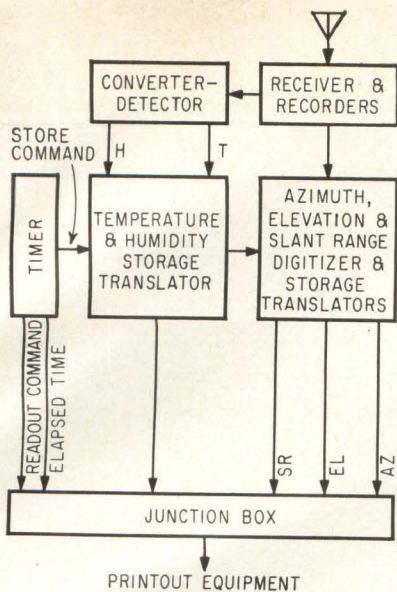 CONVERTER-
DETECTOR
RECEIVER &
RECORDERS
STORE
COMMAND
H
T
TIMER
TEMPERATURE
& HUMIDITY
STORAGE
TRANSLATOR
AZIMUTH,
ELEVATION &
SLANT RANGE
DIGITIZER &
STORAGE
TRANSLATORS
READOUT COMMAND
ELAPSED TIME
SR
EL
AZ
JUNCTION BOX
PRINTOUT EQUIPMENT